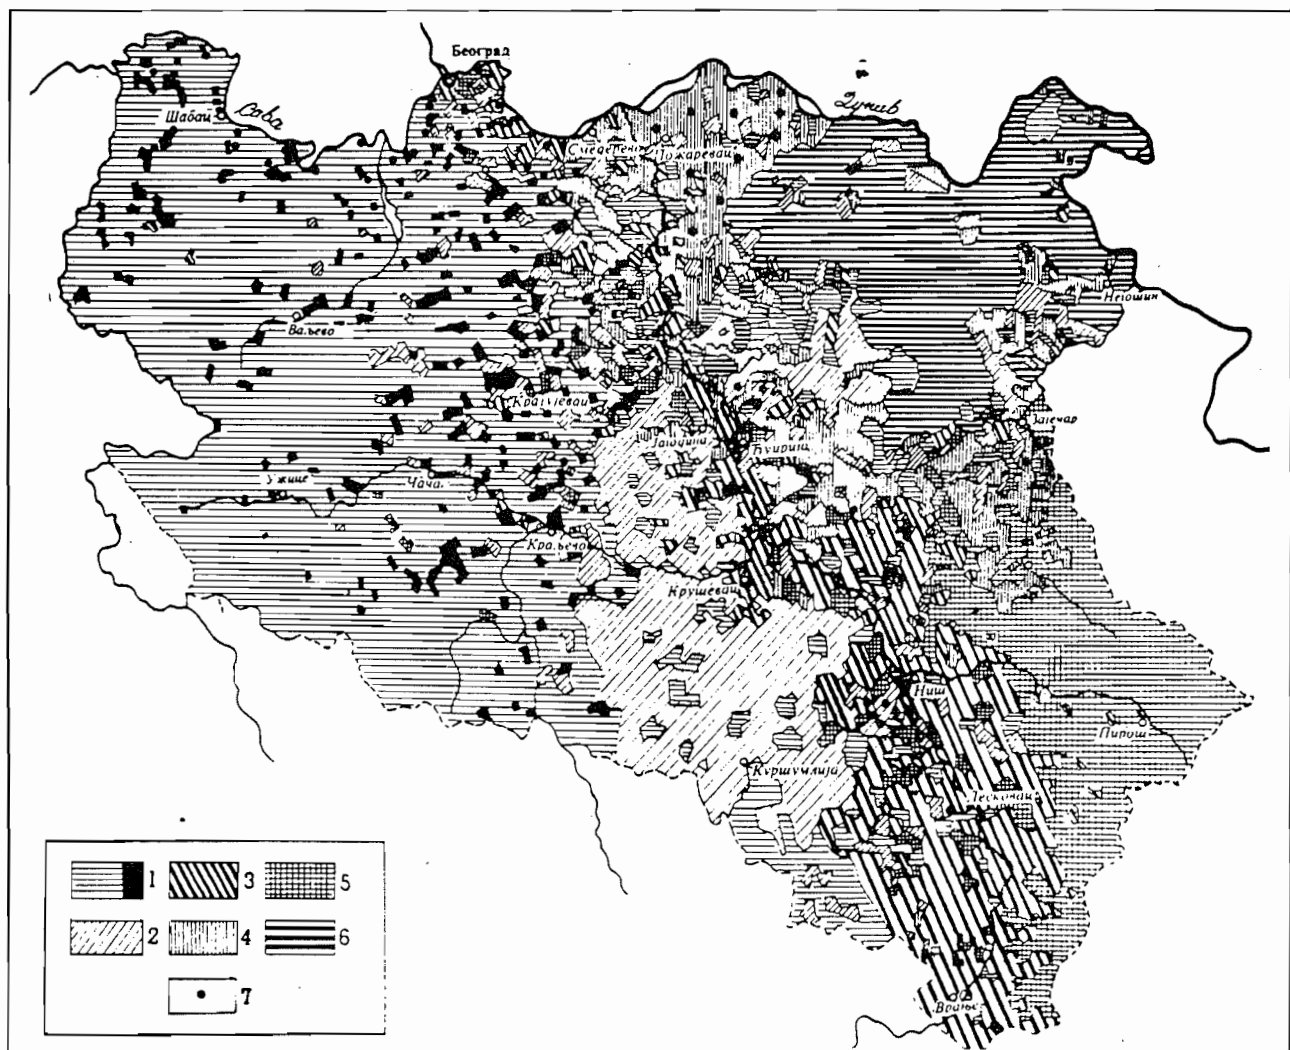 Београд
Шабац
Сава
Дунав
Смедерево
Пожаревац
Неготин
Ваљево
Крагујевац
Зајечар
Јагодина
Ћуприја
Ужице
Чача.
Краљево
Крушевац
Ниш
Пирот
Куршумлија
Лесковац
Врање
1
3
5
2
4
6
7